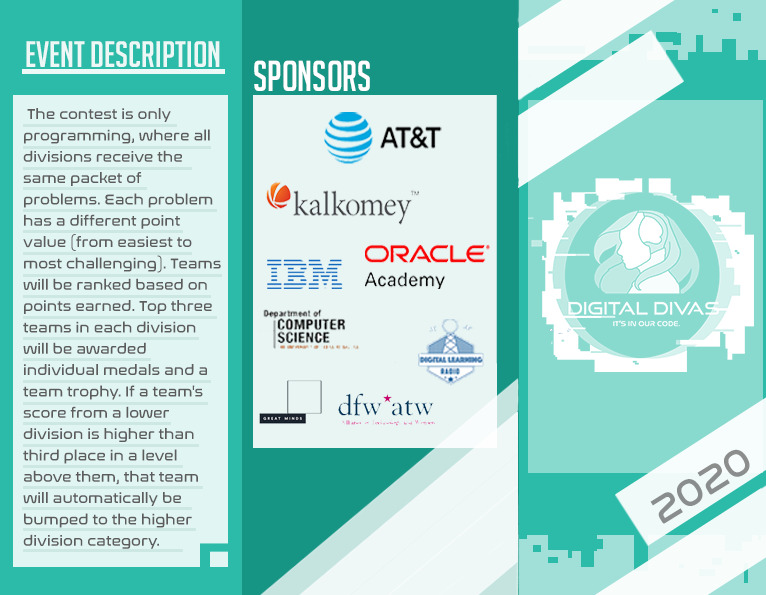 EVENT DESCRIPTION
The contest is only
programming, where all
divisions receive the
same packet of
problems. Each problem
has a different point
value (from easiest to
most challenging). Teams
will be ranked based on
points earned. Top three
teams in each division
will be awarded
individual medals and a
team trophy. If a team's
score from a lower
division is higher than
third place in a level
above them, that team
will automatically be
bumped to the higher
division category.
SPONSORS
AT&T
kalkomey™
IBM
ORACLE®
Academy
Department of
COMPUTER
SCIENCE
DIGITAL LEARNING
RADIO
GREAT MINDS
dfw*atw
DIGITAL DIVAS
IT'S IN OUR CODE.
2020